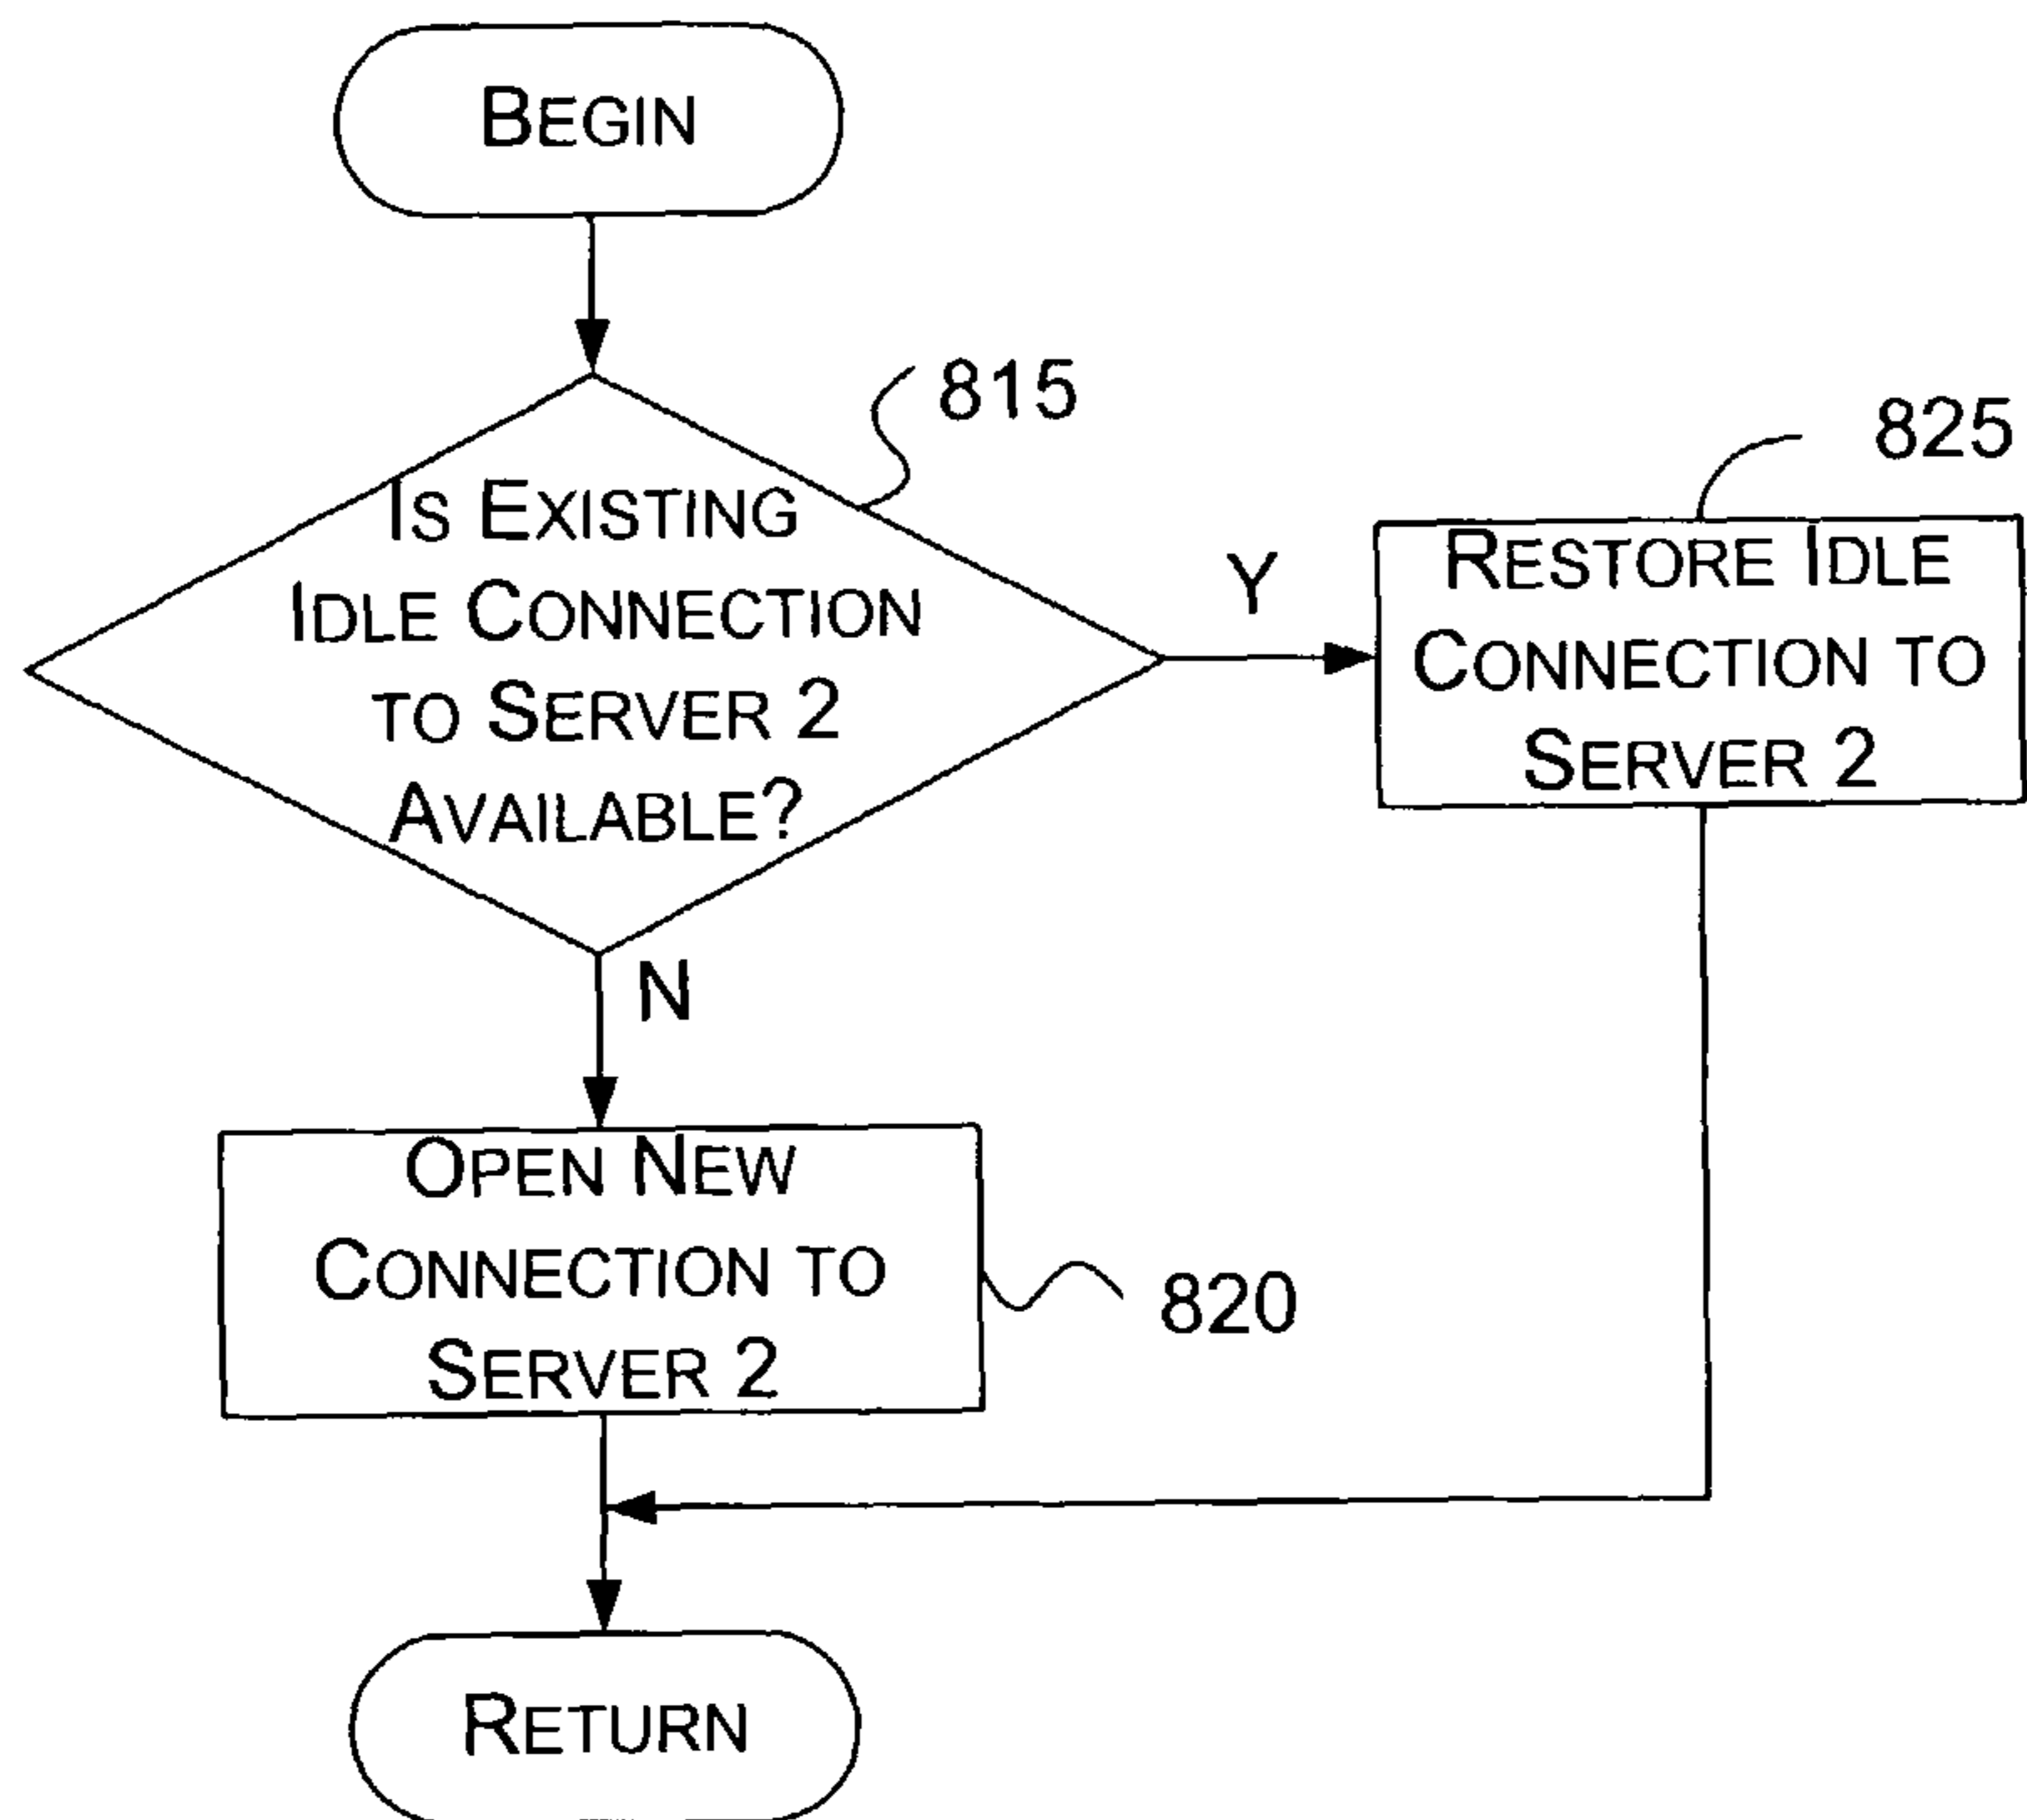 BEGIN
815
IS EXISTING
IDLE CONNECTION
TO SERVER 2
AVAILABLE?
Y
825
RESTORE IDLE
CONNECTION TO
SERVER 2
N
OPEN NEW
CONNECTION TO
SERVER 2
820
RETURN